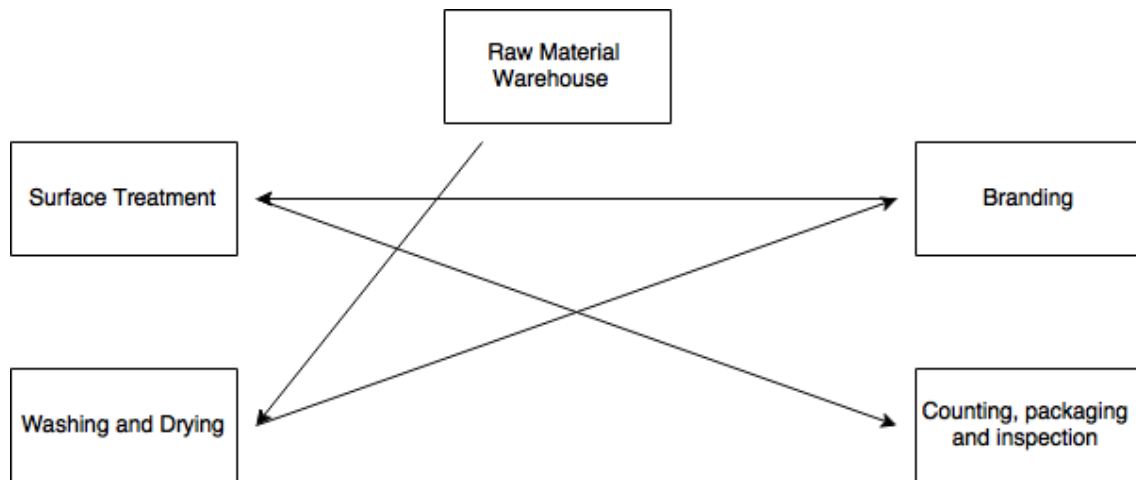 Raw Material
Warehouse
Surface Treatment
Branding
Washing and Drying
Counting, packaging
and inspection